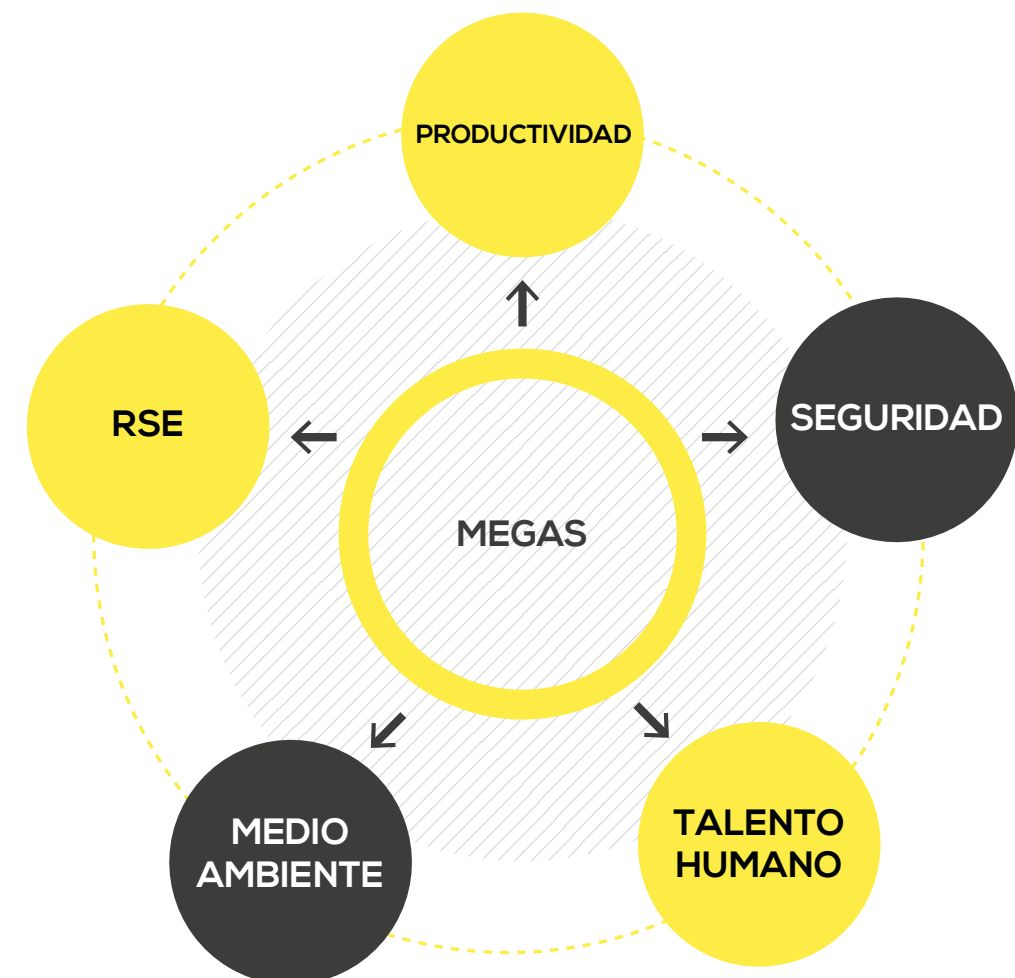 PRODUCTIVIDAD
SEGURIDAD
RSE
MEGAS
TALENTO
HUMANO
MEDIO
AMBIENTE